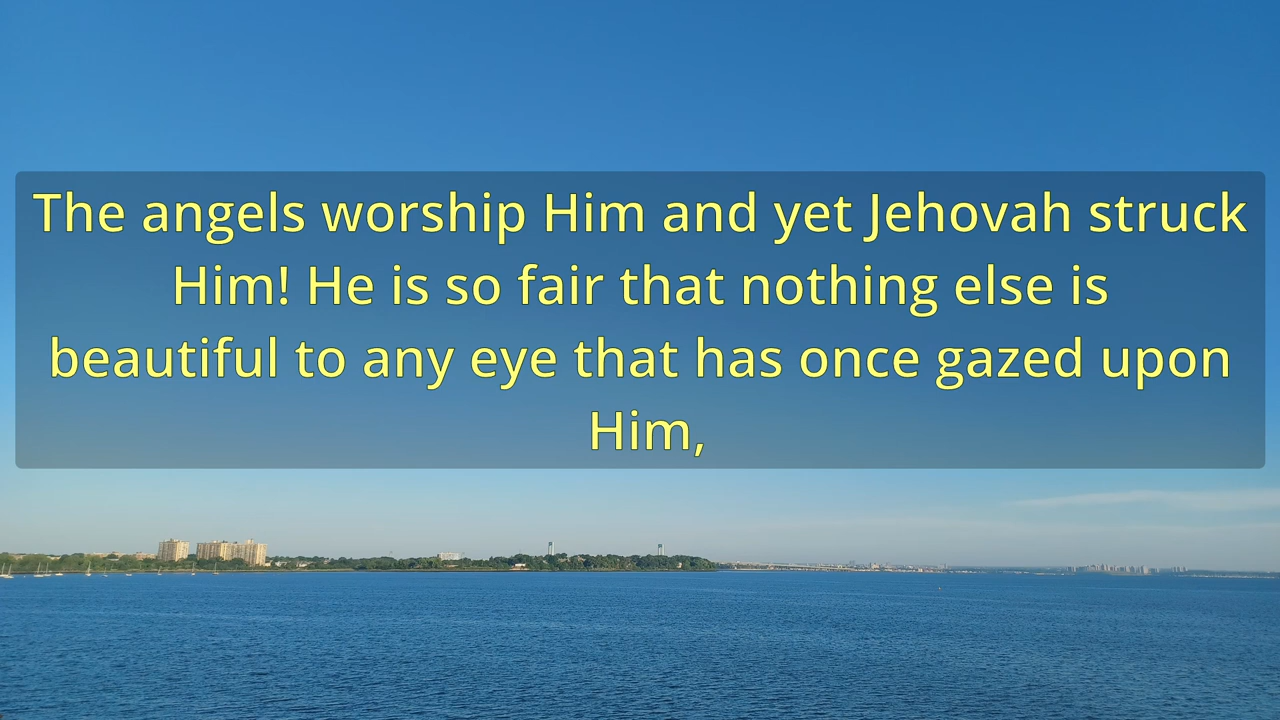 The angels worship Him and yet Jehovah struck
Him! He is so fair that nothing else is
beautiful to any eye that has once gazed upon
Him,